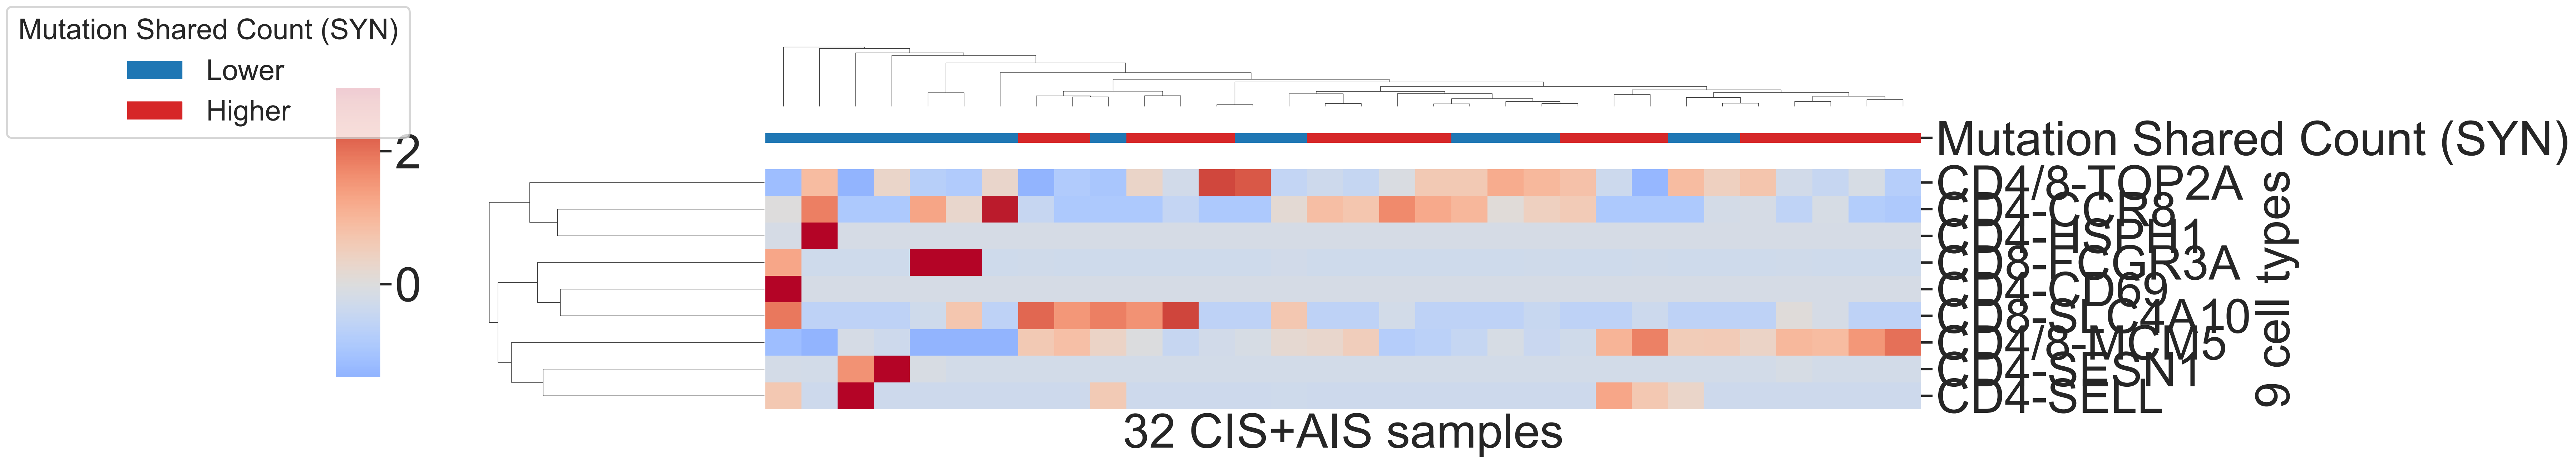 Mutation Shared Count (SYN)
Lower
Higher
2
0
Mutation Shared Count (SYN)
CD4/8-TOP2A
CD4-CCR8
CD4-HSPH1
CD8-FCGR3A
CD4-CD69
CD8-SLC4A10
CD4/8-MCM5
CD4-SESN1
CD4-SELL
9 cell types
32 CIS+AIS samples